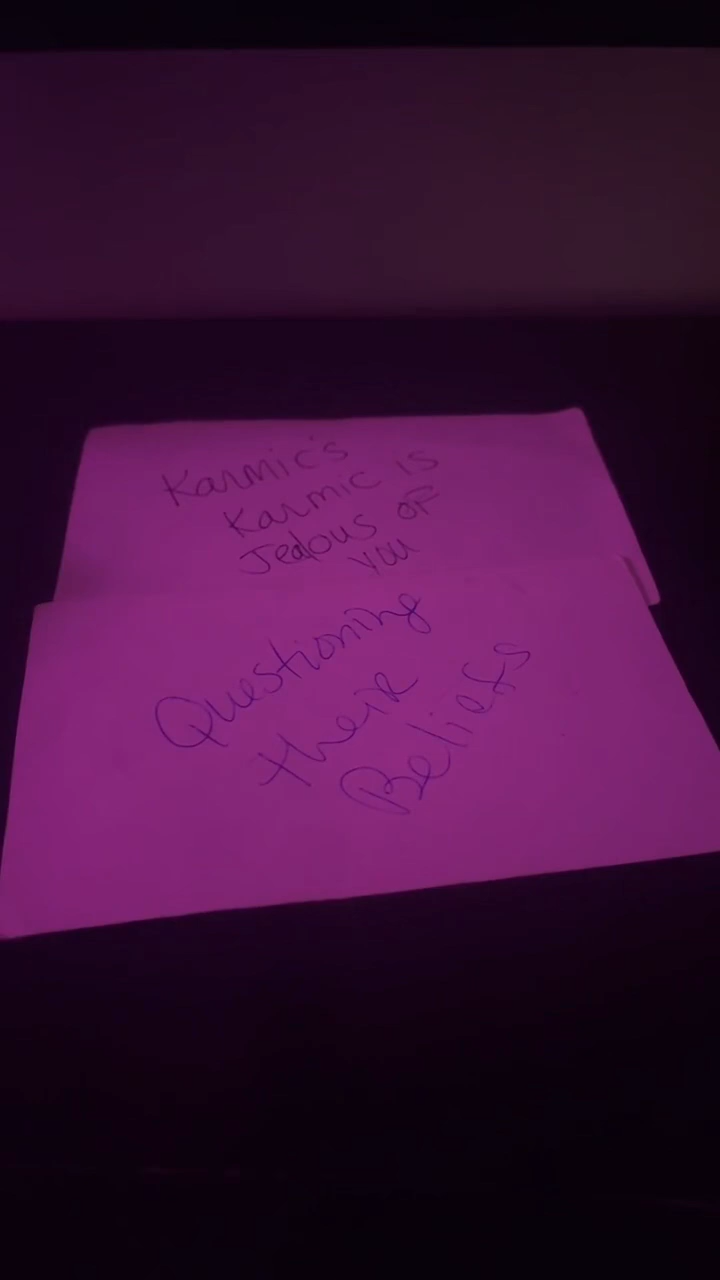 Karmic's
Karmic is
Jealous of
you
Questioning
their
Beliefs